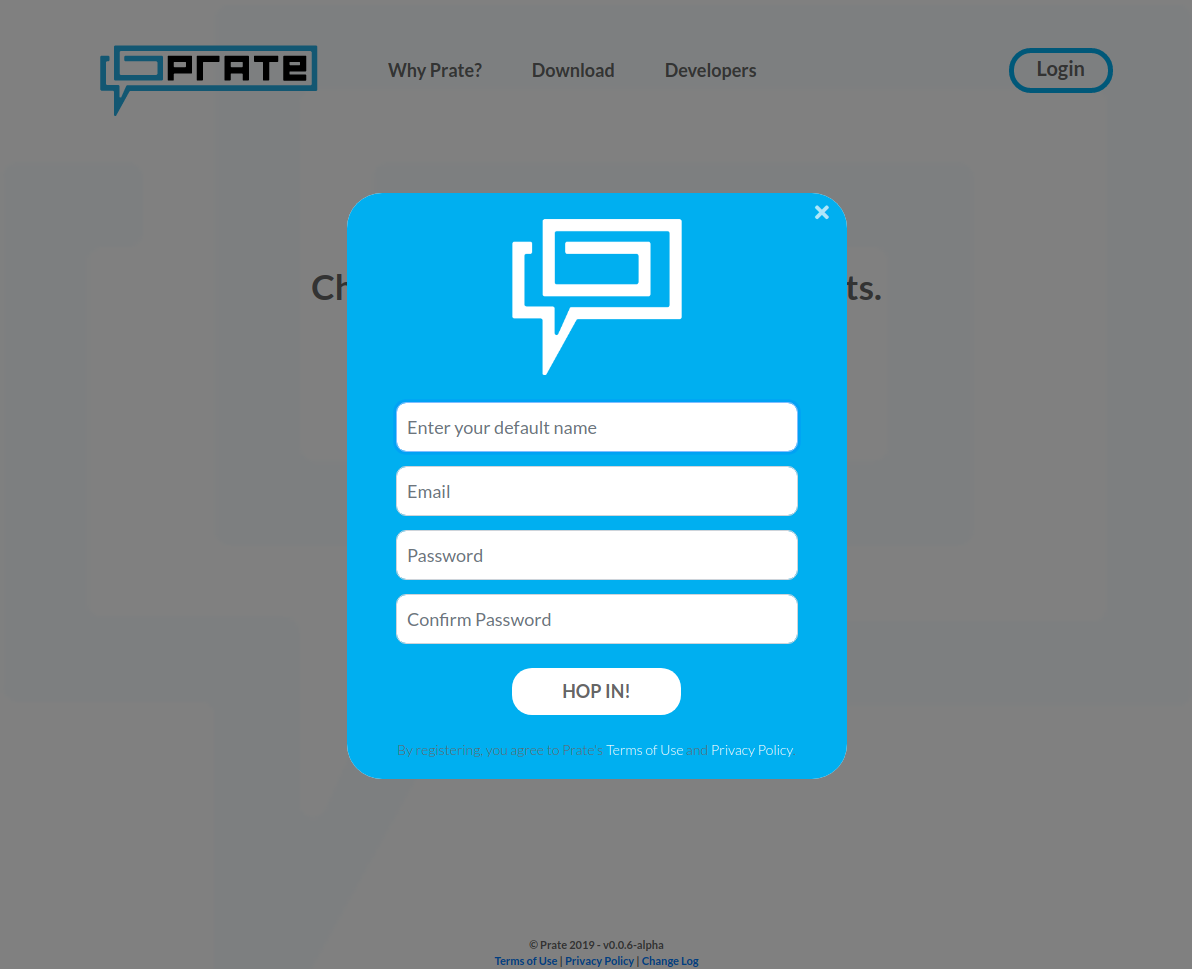 Prate Why Prate? Download Developers Login
Ch ts.
Enter your default name
Email
Password
Confirm Password
HOP IN!
By registering, you agree to Prate's Terms of Use and Privacy Policy
© Prate 2019 - v0.0.6-alpha
Terms of Use | Privacy Policy | Change Log